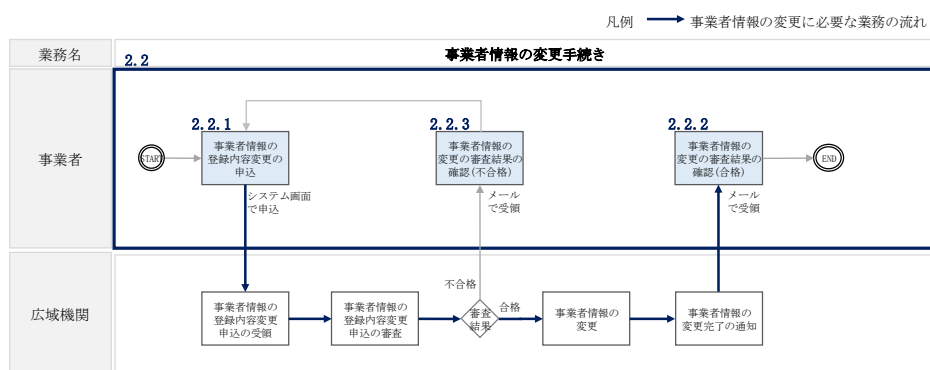 凡例 事業者情報の変更に必要な業務の流れ
業務名
2.2
事業者情報の変更手続き
事業者
START
2.2.1
事業者情報の
登録内容変更の
申込
システム画面
で申込
2.2.3
事業者情報の
変更の審査結果の
確認(不合格)
メール
で受領
2.2.2
事業者情報の
変更の審査結果の
確認(合格)
メール
で受領
END
広域機関
事業者情報の
登録内容変更
申込の受領
事業者情報の
登録内容変更
申込の審査
不合格
審査
結果
合格
事業者情報の
変更
事業者情報の
変更完了の通知